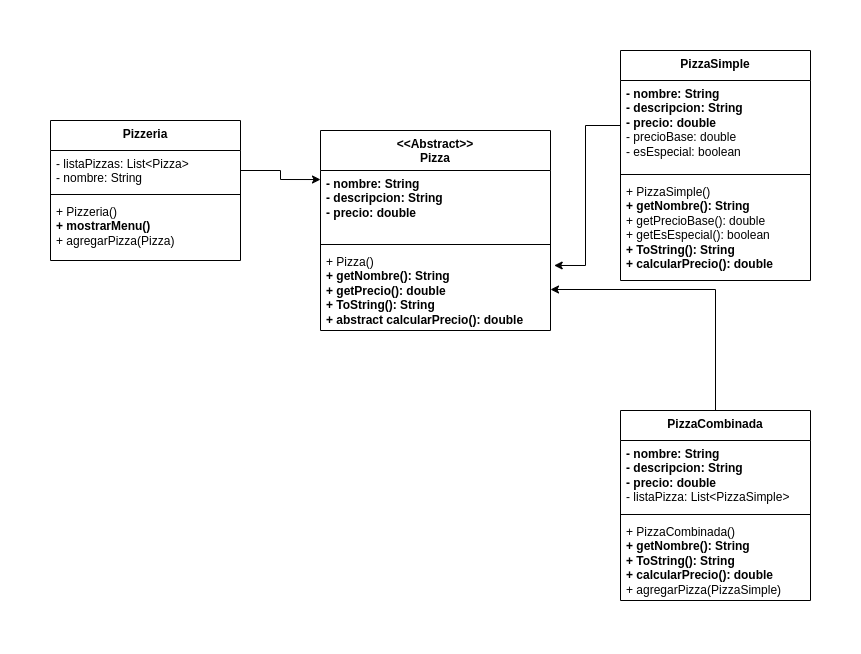 Pizzeria
- listaPizzas: List<Pizza>
- nombre: String
+ Pizzeria()
+ mostrarMenu()
+ agregarPizza(Pizza)
<<Abstract>>
Pizza
- nombre: String
- descripcion: String
- precio: double
+ Pizza()
+ getNombre(): String
+ getPrecio(): double
+ ToString(): String
+ abstract calcularPrecio(): double
PizzaSimple
- nombre: String
- descripcion: String
- precio: double
- precioBase: double
- esEspecial: boolean
+ PizzaSimple()
+ getNombre(): String
+ getPrecioBase(): double
+ getEsEspecial(): boolean
+ ToString(): String
+ calcularPrecio(): double
PizzaCombinada
- nombre: String
- descripcion: String
- precio: double
- listaPizza: List<PizzaSimple>
+ PizzaCombinada()
+ getNombre(): String
+ ToString(): String
+ calcularPrecio(): double
+ agregarPizza(PizzaSimple)